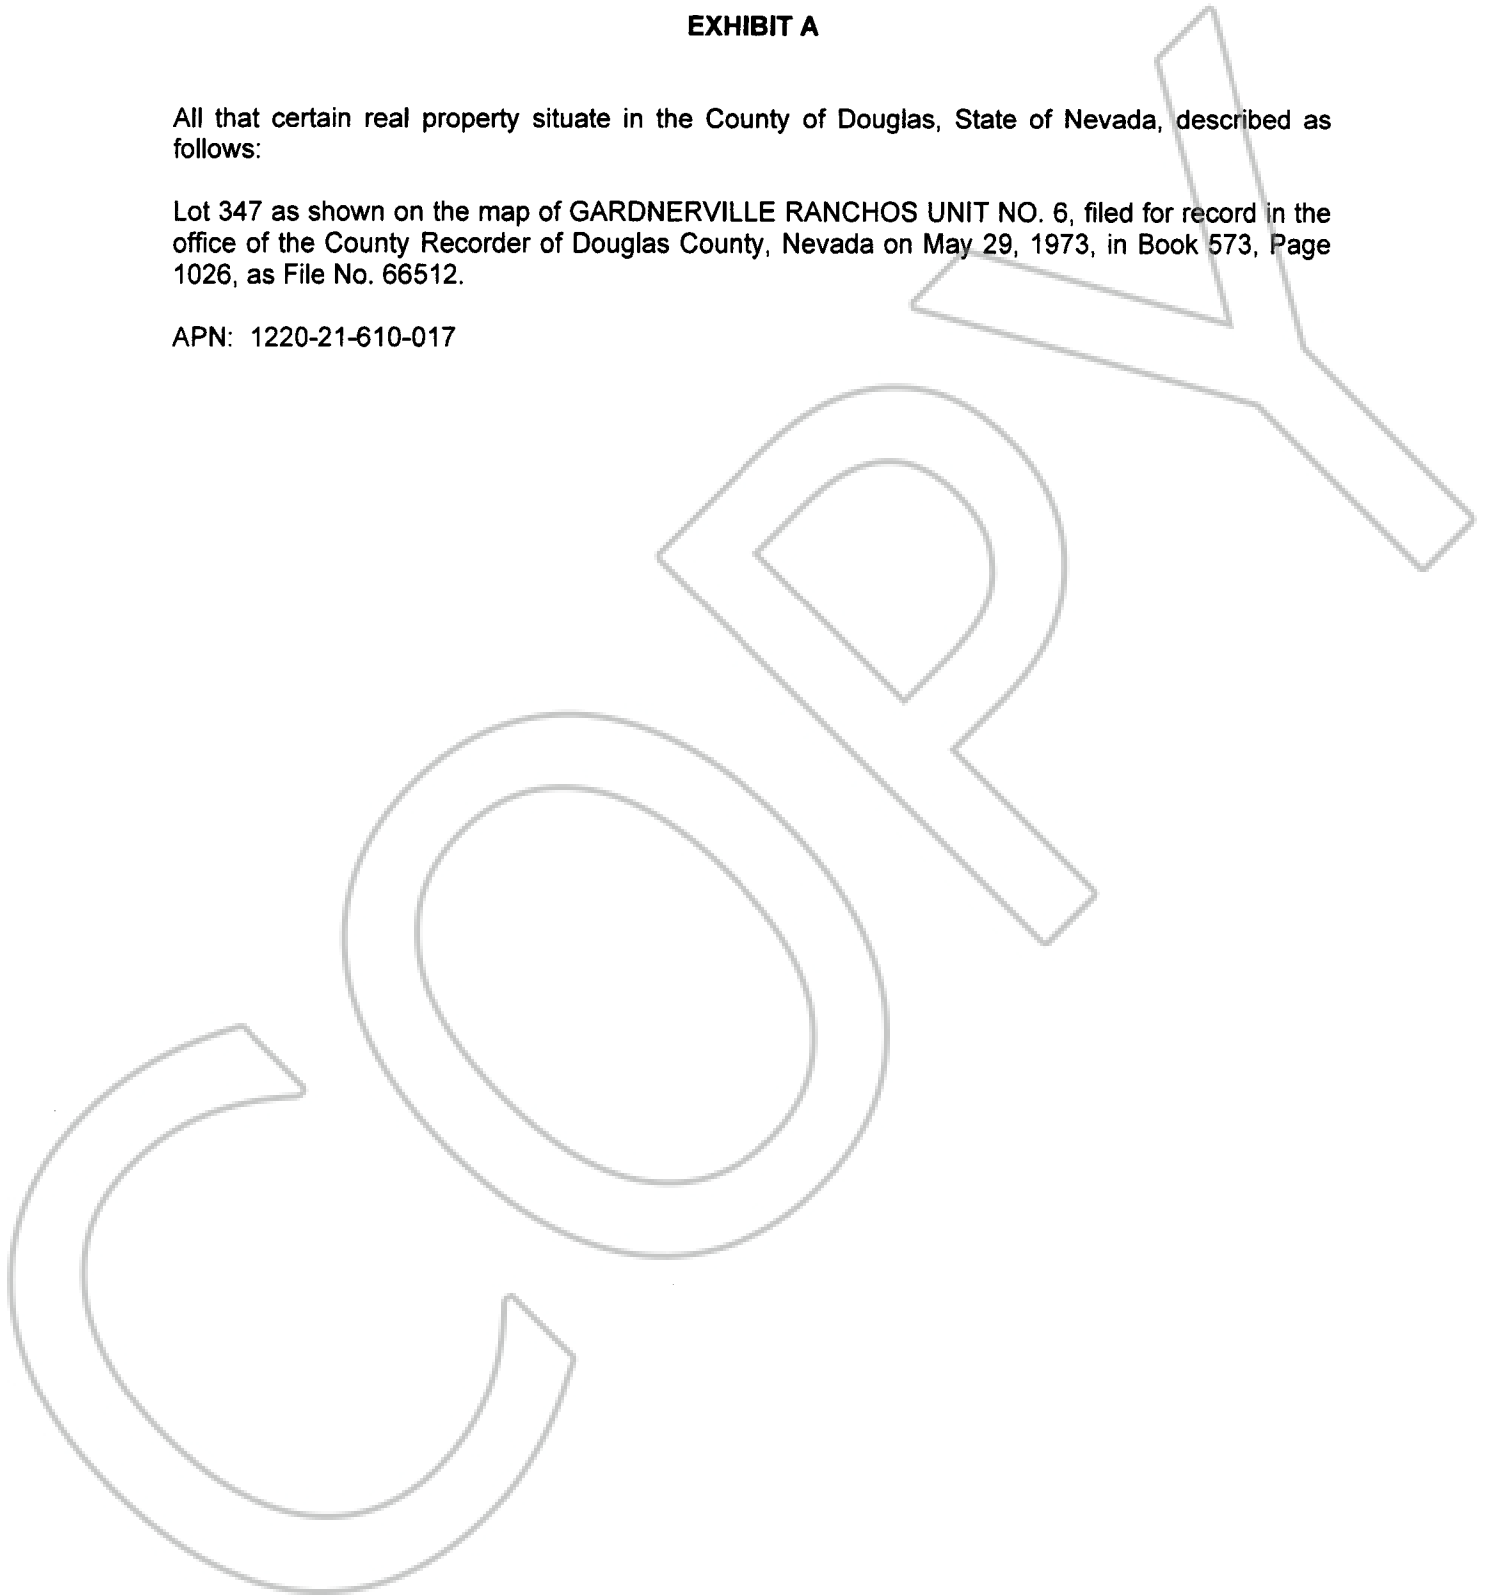 EXHIBIT A
All that certain real property situate in the County of Douglas, State of Nevada, described as
follows:
Lot 347 as shown on the map of GARDNERVILLE RANCHOS UNIT NO. 6, filed for record in the
office of the County Recorder of Douglas County, Nevada on May 29, 1973, in Book 573, Page
1026, as File No. 66512.
APN: 1220-21-610-017
COPY